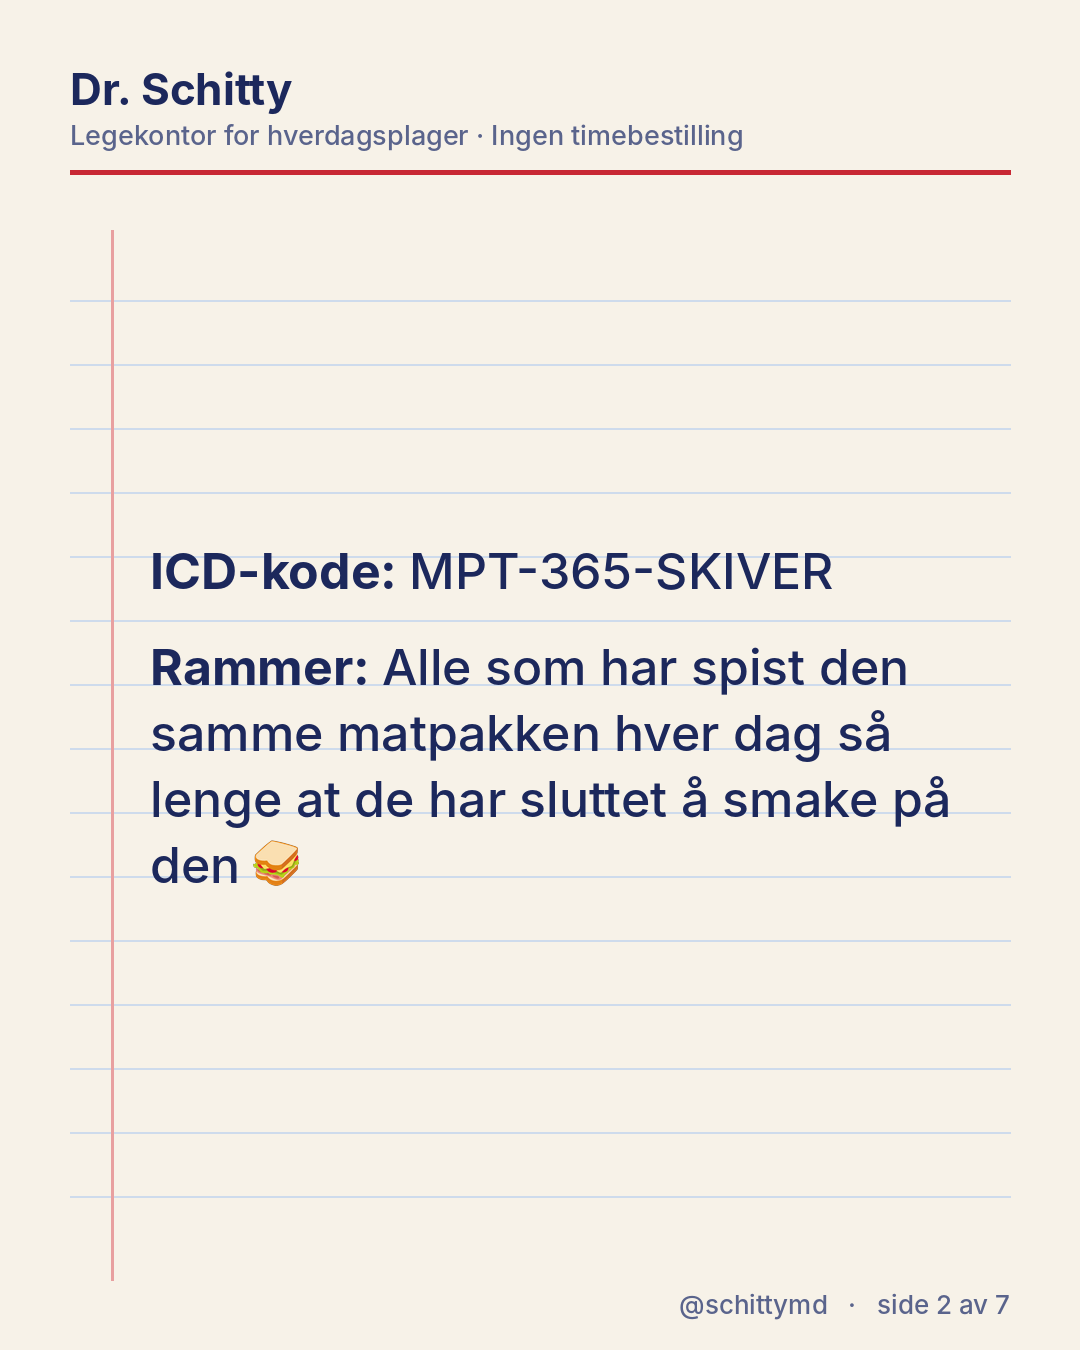 Dr. Schitty
Legekontor for hverdagsplager · Ingen timebestilling
ICD-kode: MPT-365-SKIVER
Rammer: Alle som har spist den
samme matpakken hver dag så
lenge at de har sluttet å smake på
den 🥪
@schittymd · side 2 av 7